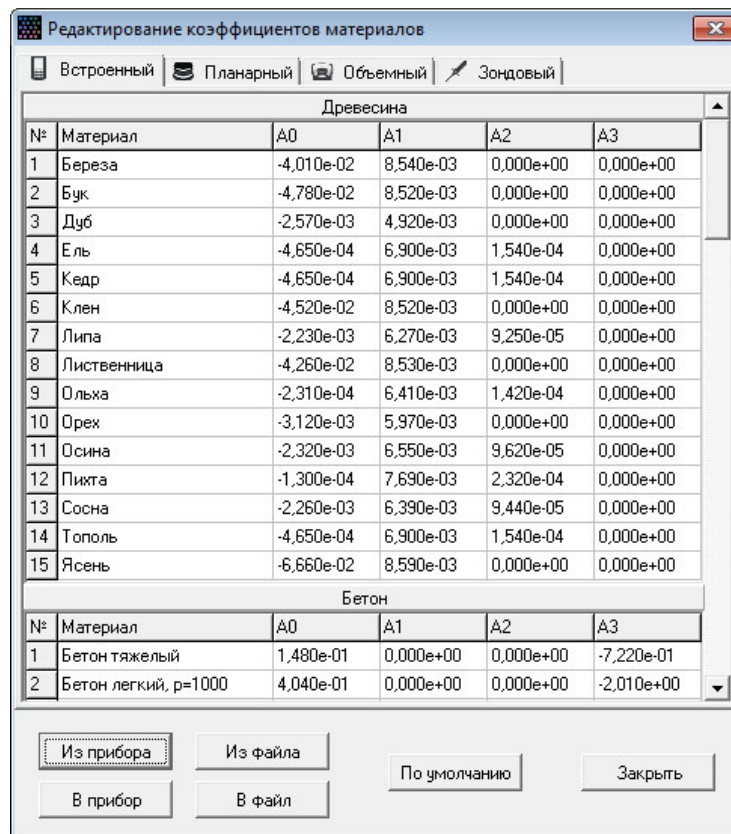 Редактирование коэффициентов материалов
Встроенный Планарный Объемный Зондовый
Древесина
№ Материал A0 A1 A2 A3
1 Береза -4,010e-02 8,540e-03 0,000e+00 0,000e+00
2 Бук -4,780e-02 8,520e-03 0,000e+00 0,000e+00
3 Дуб -2,570e-03 4,920e-03 0,000e+00 0,000e+00
4 Ель -4,650e-04 6,900e-03 1,540e-04 0,000e+00
5 Кедр -4,650e-04 6,900e-03 1,540e-04 0,000e+00
6 Клен -4,520e-02 8,520e-03 0,000e+00 0,000e+00
7 Липа -2,230e-03 6,270e-03 9,250e-05 0,000e+00
8 Лиственница -4,260e-02 8,530e-03 0,000e+00 0,000e+00
9 Ольха -2,310e-04 6,410e-03 1,420e-04 0,000e+00
10 Орех -3,120e-03 5,970e-03 0,000e+00 0,000e+00
11 Осина -2,320e-03 6,550e-03 9,620e-05 0,000e+00
12 Пихта -1,300e-04 7,690e-03 2,320e-04 0,000e+00
13 Сосна -2,260e-03 6,390e-03 9,440e-05 0,000e+00
14 Тополь -4,650e-04 6,900e-03 1,540e-04 0,000e+00
15 Ясень -6,660e-02 8,590e-03 0,000e+00 0,000e+00
Бетон
№ Материал A0 A1 A2 A3
1 Бетон тяжелый 1,480e-01 0,000e+00 0,000e+00 -7,220e-01
2 Бетон легкий, p=1000 4,040e-01 0,000e+00 0,000e+00 -2,010e+00
Из прибора Из файла
По умолчанию Закрыть
В прибор В файл